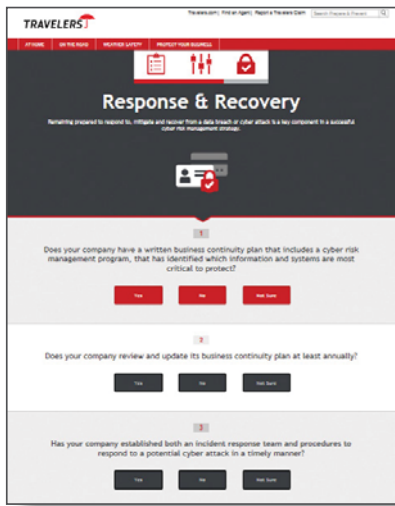 Travelers.com | Find an Agent | Report a Travelers Claim
Search Prepare & Prevent
TRAVELERS
AT HOME
ON THE ROAD
WEATHER SAFETY
PROTECT YOUR BUSINESS
Response & Recovery
Remaining prepared to respond to, mitigate and recover from a data breach or cyber attack is a key component in a successful
cyber risk management strategy.
1
Does your company have a written business continuity plan that includes a cyber risk
management program, that has identified which information and systems are most
critical to protect?
Yes
No
Not Sure
2
Does your company review and update its business continuity plan at least annually?
Yes
No
Not Sure
3
Has your company established both an incident response team and procedures to
respond to a potential cyber attack in a timely manner?
Yes
No
Not Sure